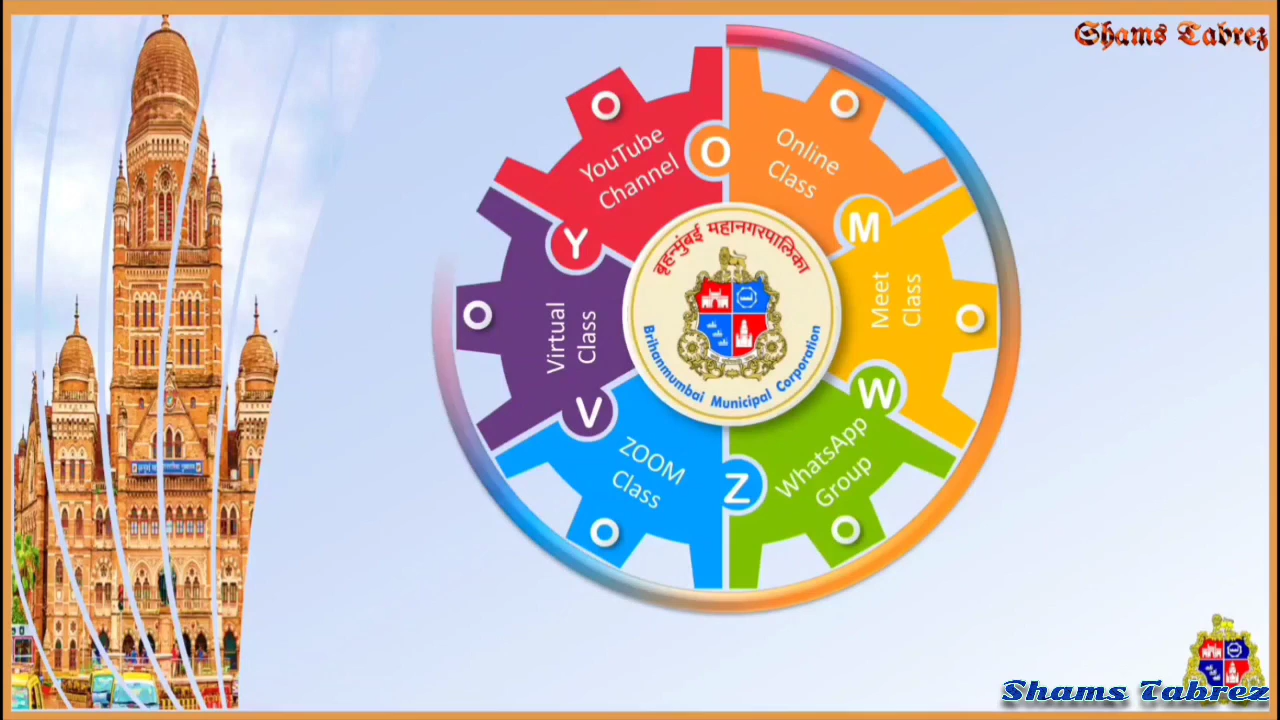 Shams Tabrez
YouTube
Channel
O
Online
Class
Y
M
Virtual
Class
बृहन्मुंबई महानगरपालिका
Brihanmumbai Municipal Corporation
Meet
Class
V
W
ZOOM
Class
Z
WhatsApp
Group
Shams Tabrez